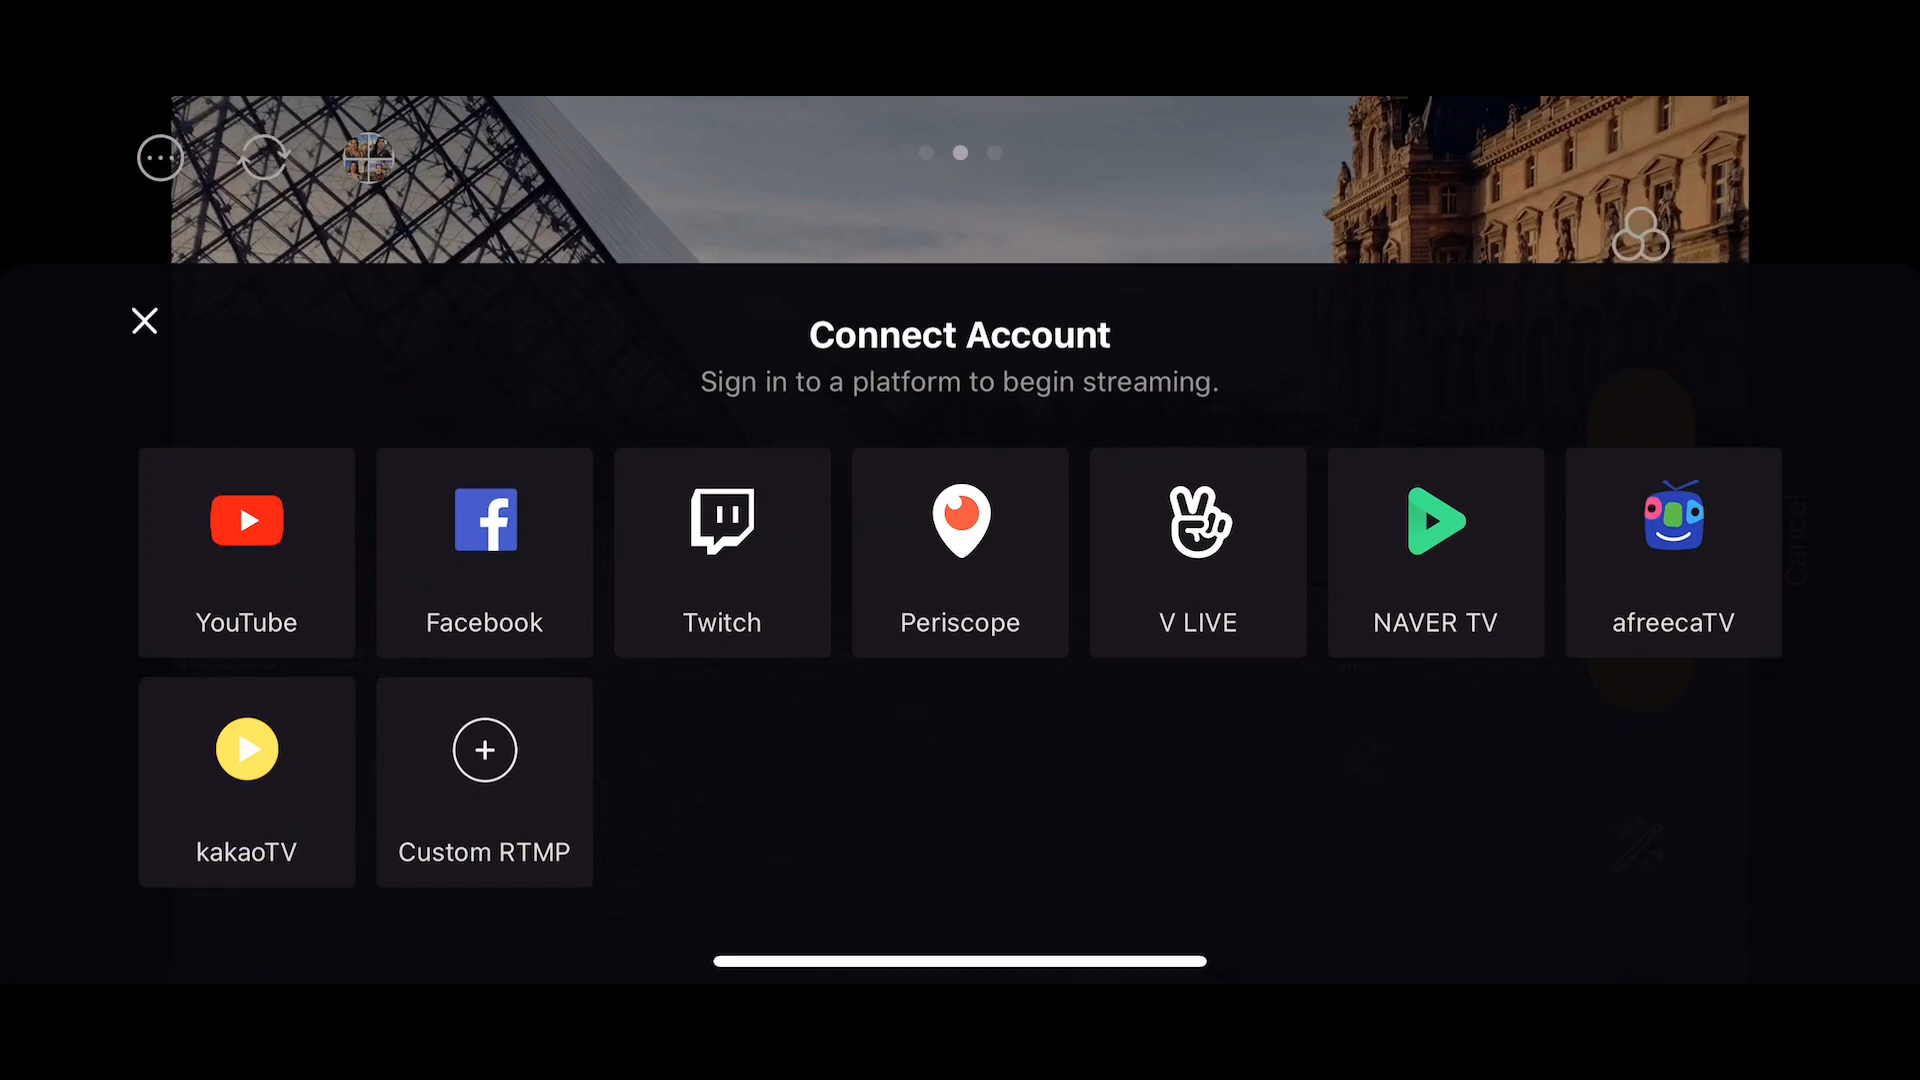 Connect Account
Sign in to a platform to begin streaming.
YouTube
Facebook
Twitch
Periscope
V LIVE
NAVER TV
afreecaTV
Cancel
kakaoTV
Custom RTMP